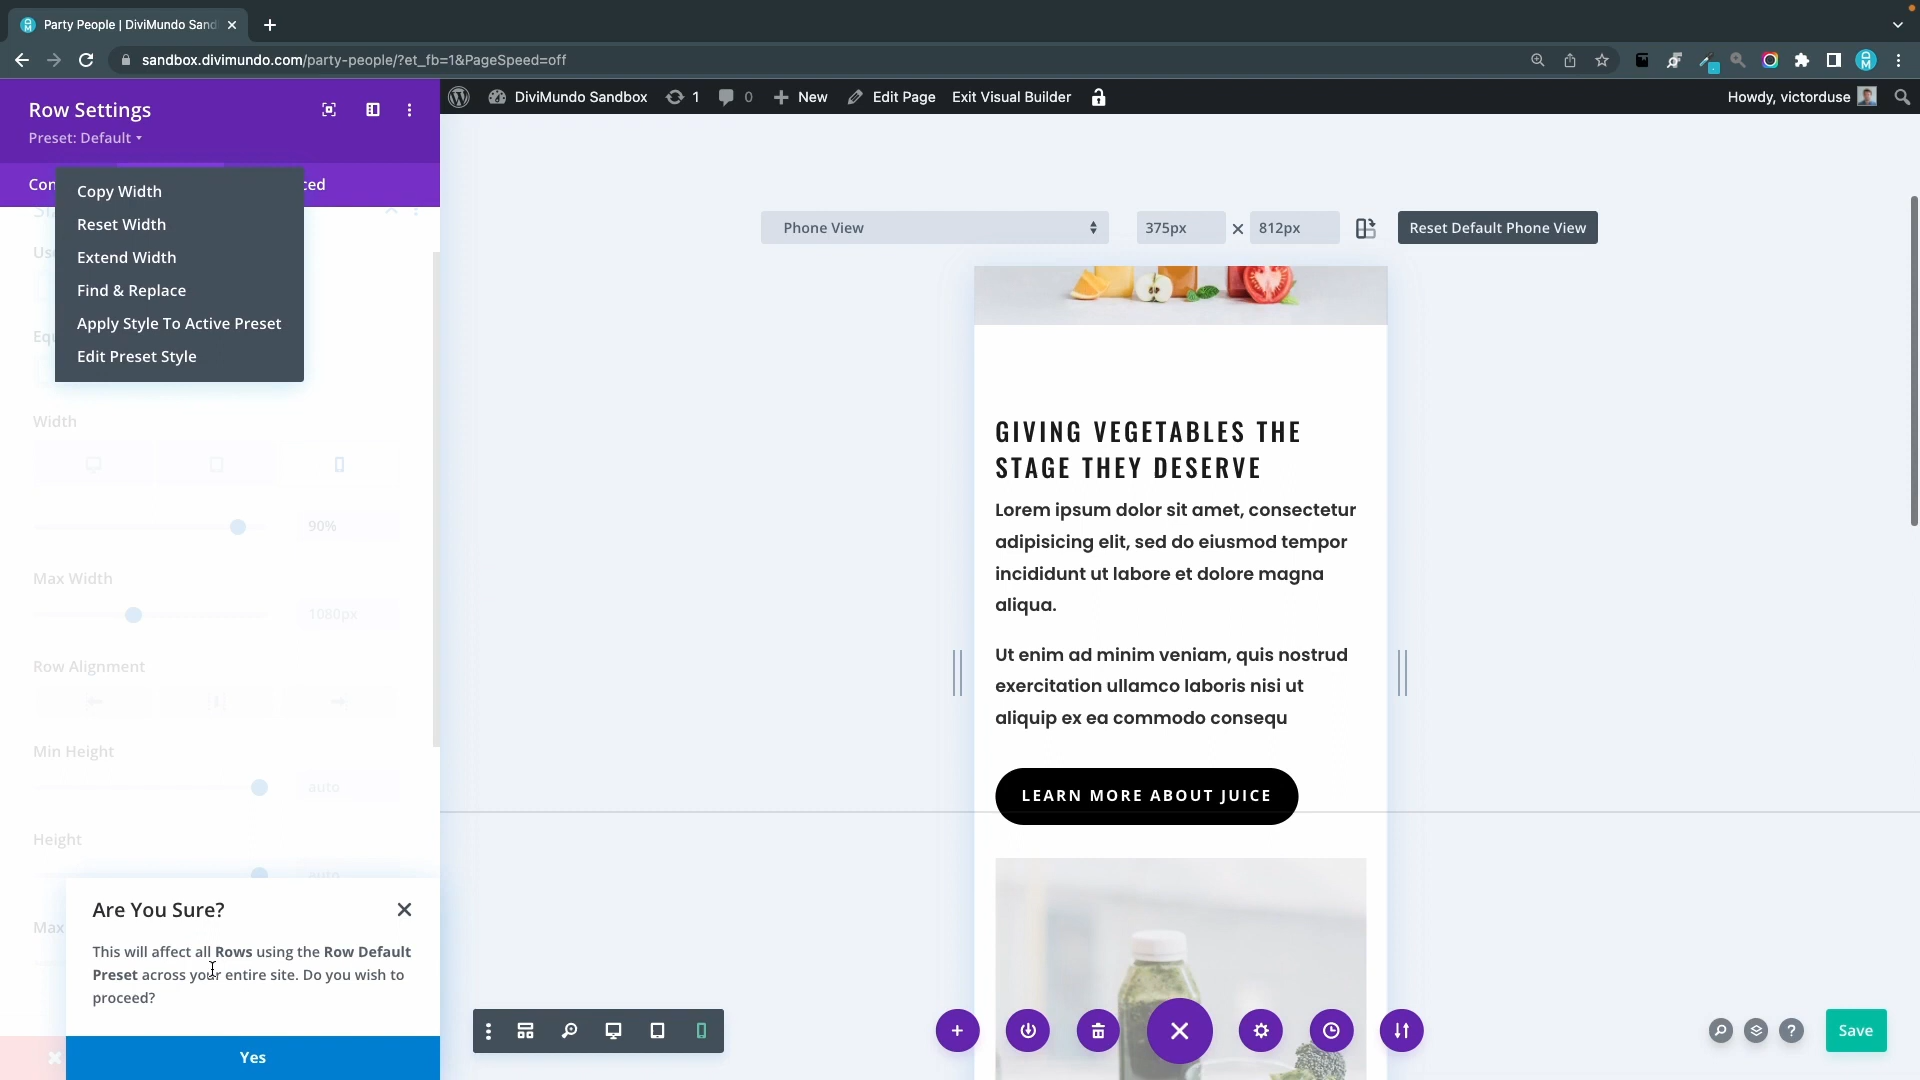 Party People | DiviMundo Sand
sandbox.divimundo.com/party-people/?et_fb=1&PageSpeed=off
DiviMundo Sandbox
1
0
New
Edit Page
Exit Visual Builder
Howdy, victorduse
Row Settings
Preset: Default
Con
ced
Copy Width
Reset Width
Extend Width
Find & Replace
Apply Style To Active Preset
Edit Preset Style
Use
Equ
Width
90%
Max Width
1080px
Row Alignment
Min Height
auto
Height
auto
Max
Are You Sure?
This will affect all Rows using the Row Default
Preset across your entire site. Do you wish to
proceed?
Yes
Phone View
375px
812px
Reset Default Phone View
GIVING VEGETABLES THE
STAGE THEY DESERVE
Lorem ipsum dolor sit amet, consectetur
adipisicing elit, sed do eiusmod tempor
incididunt ut labore et dolore magna
aliqua.
Ut enim ad minim veniam, quis nostrud
exercitation ullamco laboris nisi ut
aliquip ex ea commodo consequ
LEARN MORE ABOUT JUICE
Save